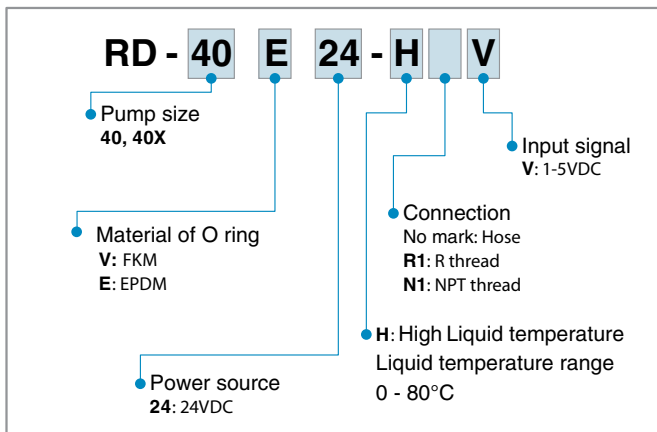 RD - 40 E 24 - H V
Pump size
40, 40X
Input signal
V: 1-5VDC
Connection
No mark: Hose
R1: R thread
N1: NPT thread
Material of O ring
V: FKM
E: EPDM
H: High Liquid temperature
Liquid temperature range
0 - 80°C
Power source
24: 24VDC